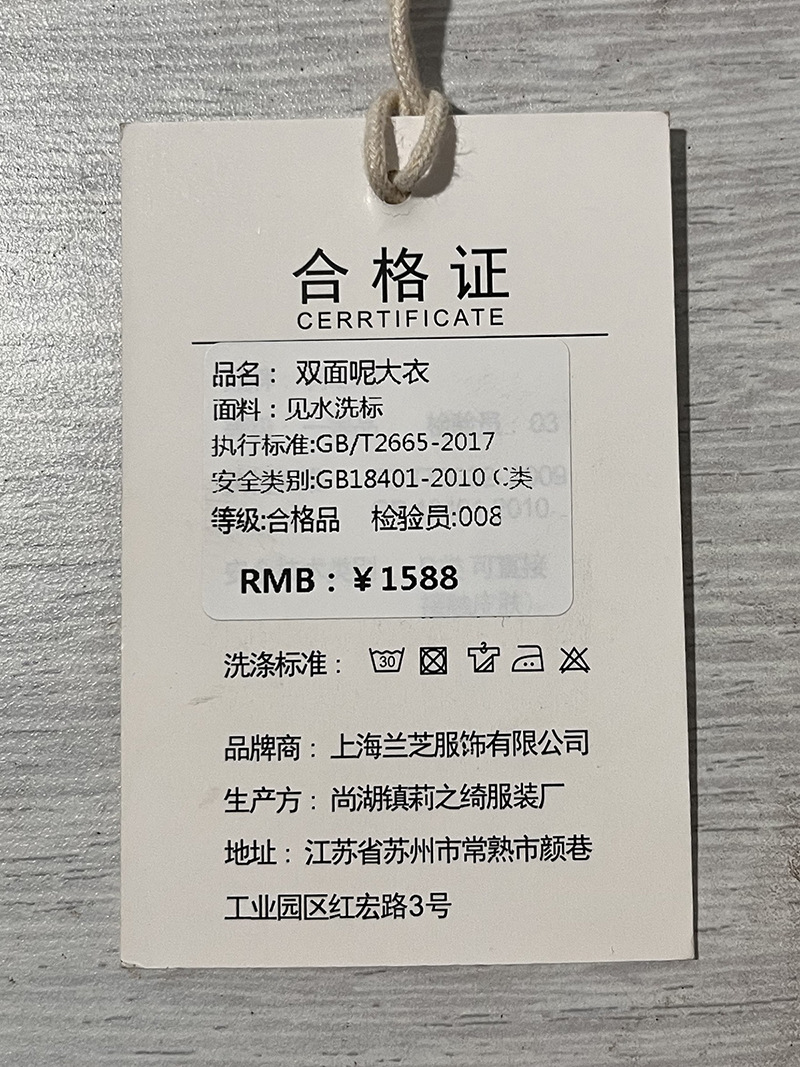 合格证
CERRTIFICATE
品名： 双面呢大衣
面料：见水洗标
执行标准:GB/T2665-2017
安全类别:GB18401-2010 C类
等级:合格品 检验员:008
RMB：￥1588
洗涤标准： 30
品牌商：上海兰芝服饰有限公司
生产方：尚湖镇莉之绮服装厂
地址：江苏省苏州市常熟市颜巷
工业园区红宏路3号